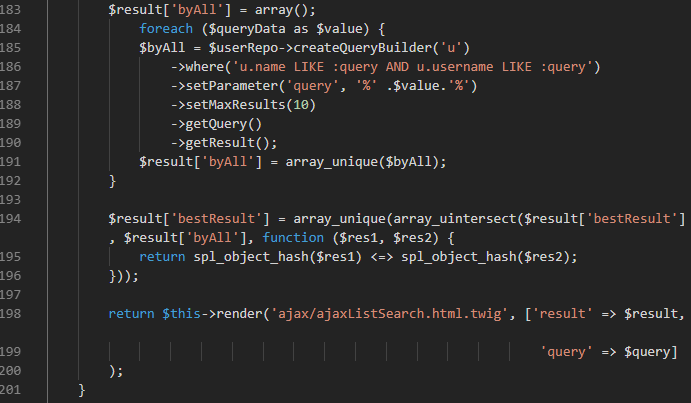 183 $result['byAll'] = array();
184 foreach ($queryData as $value) {
185 $byAll = $userRepo->createQueryBuilder('u')
186 ->where('u.name LIKE :query AND u.username LIKE :query')
187 ->setParameter('query', '%' .$value.'%')
188 ->setMaxResults(10)
189 ->getQuery()
190 ->getResult();
191 $result['byAll'] = array_unique($byAll);
192 }
193
194 $result['bestResult'] = array_unique(array_uintersect($result['bestResult']
, $result['byAll'], function ($res1, $res2) {
195 return spl_object_hash($res1) <=> spl_object_hash($res2);
196 }));
197
198 return $this->render('ajax/ajaxListSearch.html.twig', ['result' => $result,
199 'query' => $query]
200 );
201 }